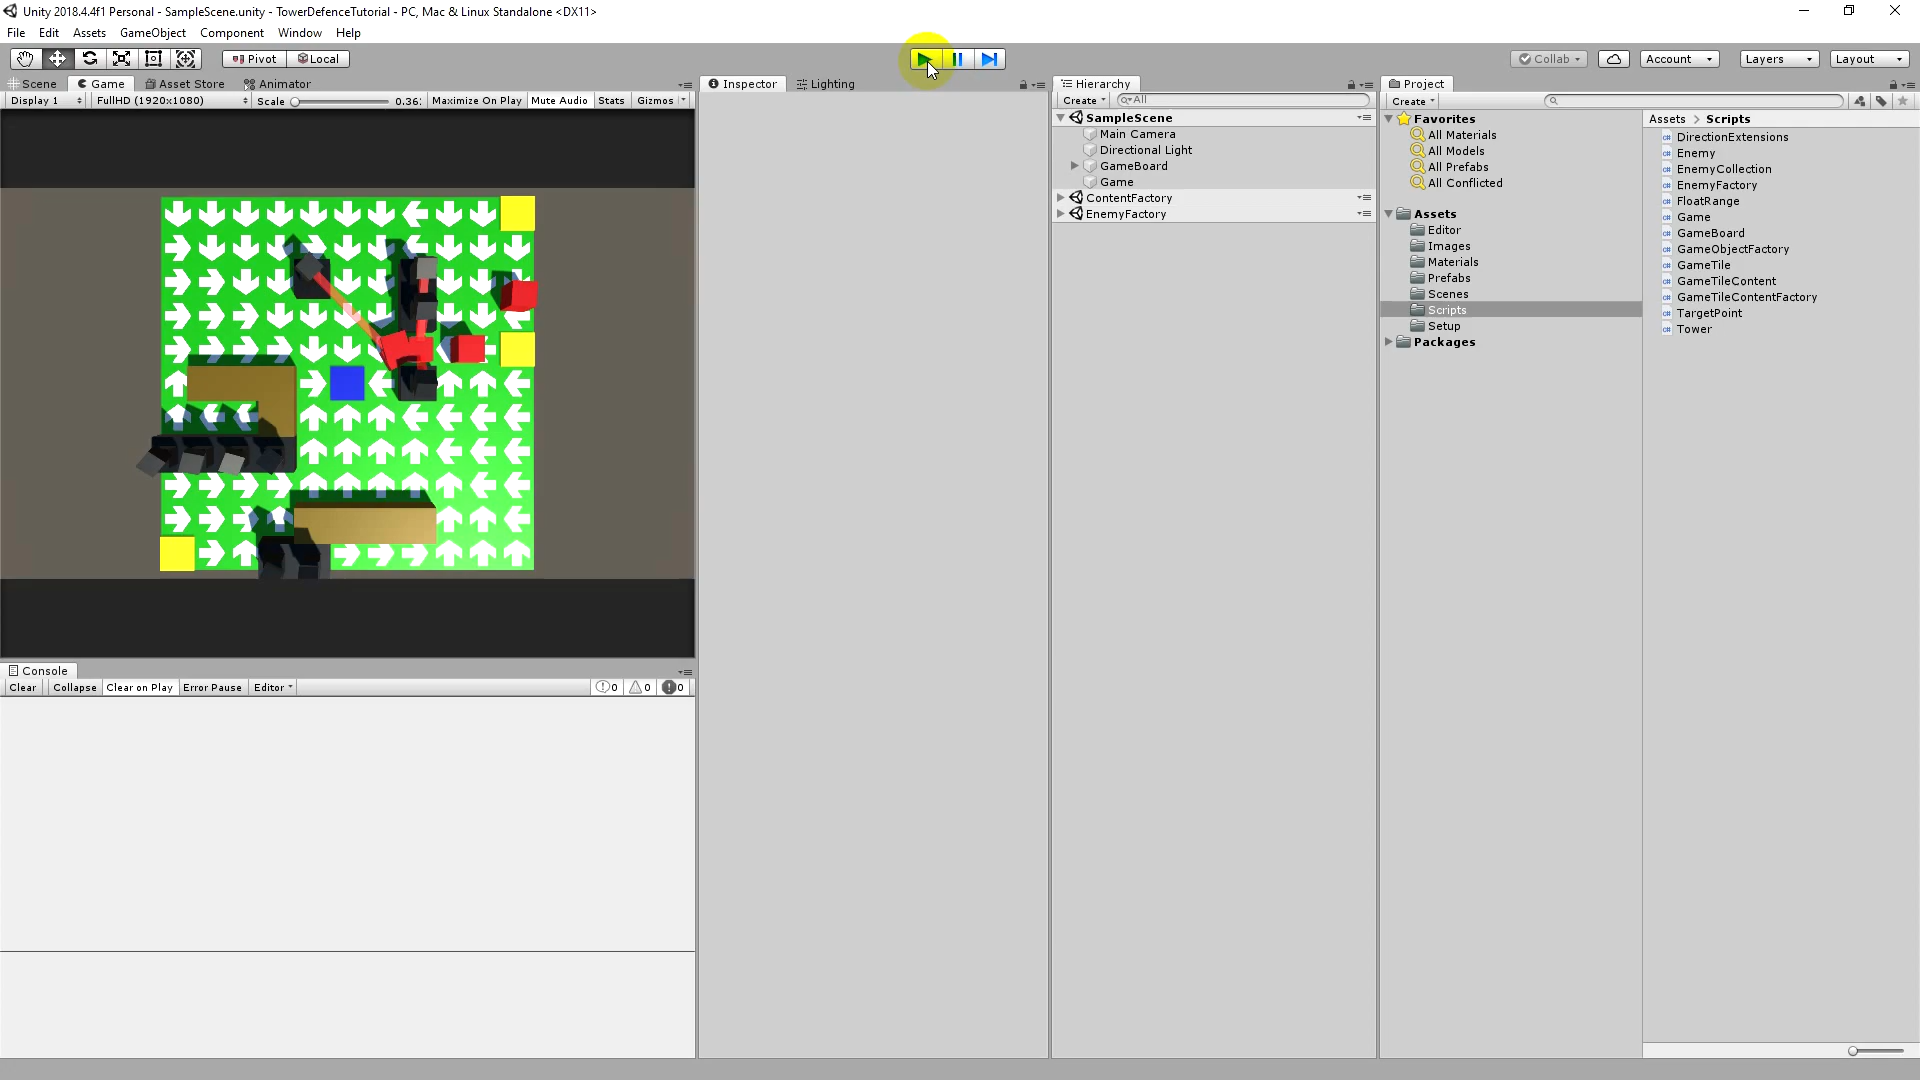 Unity 2018.4.4f1 Personal - SampleScene.unity - TowerDefenceTutorial - PC, Mac & Linux Standalone <DX11>
File Edit Assets GameObject Component Window Help
Pivot Local Collab Account Layers Layout
Scene Game Asset Store Animator Inspector Lighting Hierarchy Project
Display 1 FullHD (1920x1080) Scale 0.36: Maximize On Play Mute Audio Stats Gizmos Create All Create
SampleScene
Main Camera
Directional Light
GameBoard
Game
ContentFactory
EnemyFactory
Favorites
All Materials
All Models
All Prefabs
All Conflicted
Assets
Editor
Images
Materials
Prefabs
Scenes
Scripts
Setup
Packages
Assets > Scripts
DirectionExtensions
Enemy
EnemyCollection
EnemyFactory
FloatRange
Game
GameBoard
GameObjectFactory
GameTile
GameTileContent
GameTileContentFactory
TargetPoint
Tower
Console
Clear Collapse Clear on Play Error Pause Editor 0 0 0